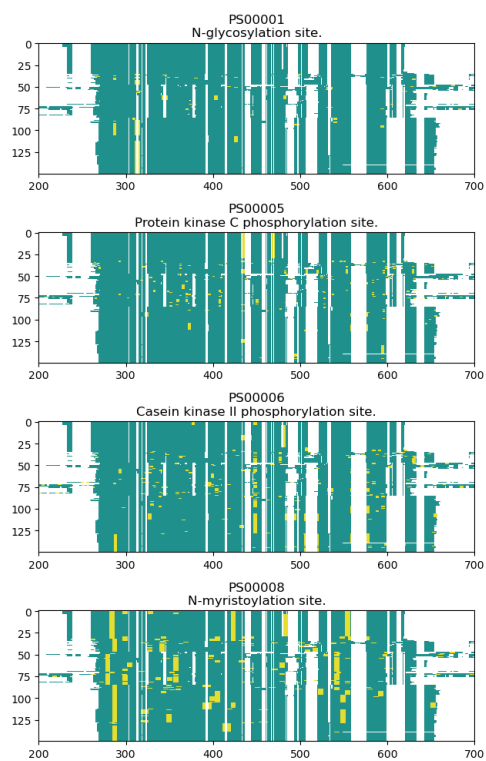 PS00001
N-glycosylation site.
0
25
50
75
100
125
200 300 400 500 600 700
PS00005
Protein kinase C phosphorylation site.
0
25
50
75
100
125
200 300 400 500 600 700
PS00006
Casein kinase II phosphorylation site.
0
25
50
75
100
125
200 300 400 500 600 700
PS00008
N-myristoylation site.
0
25
50
75
100
125
200 300 400 500 600 700